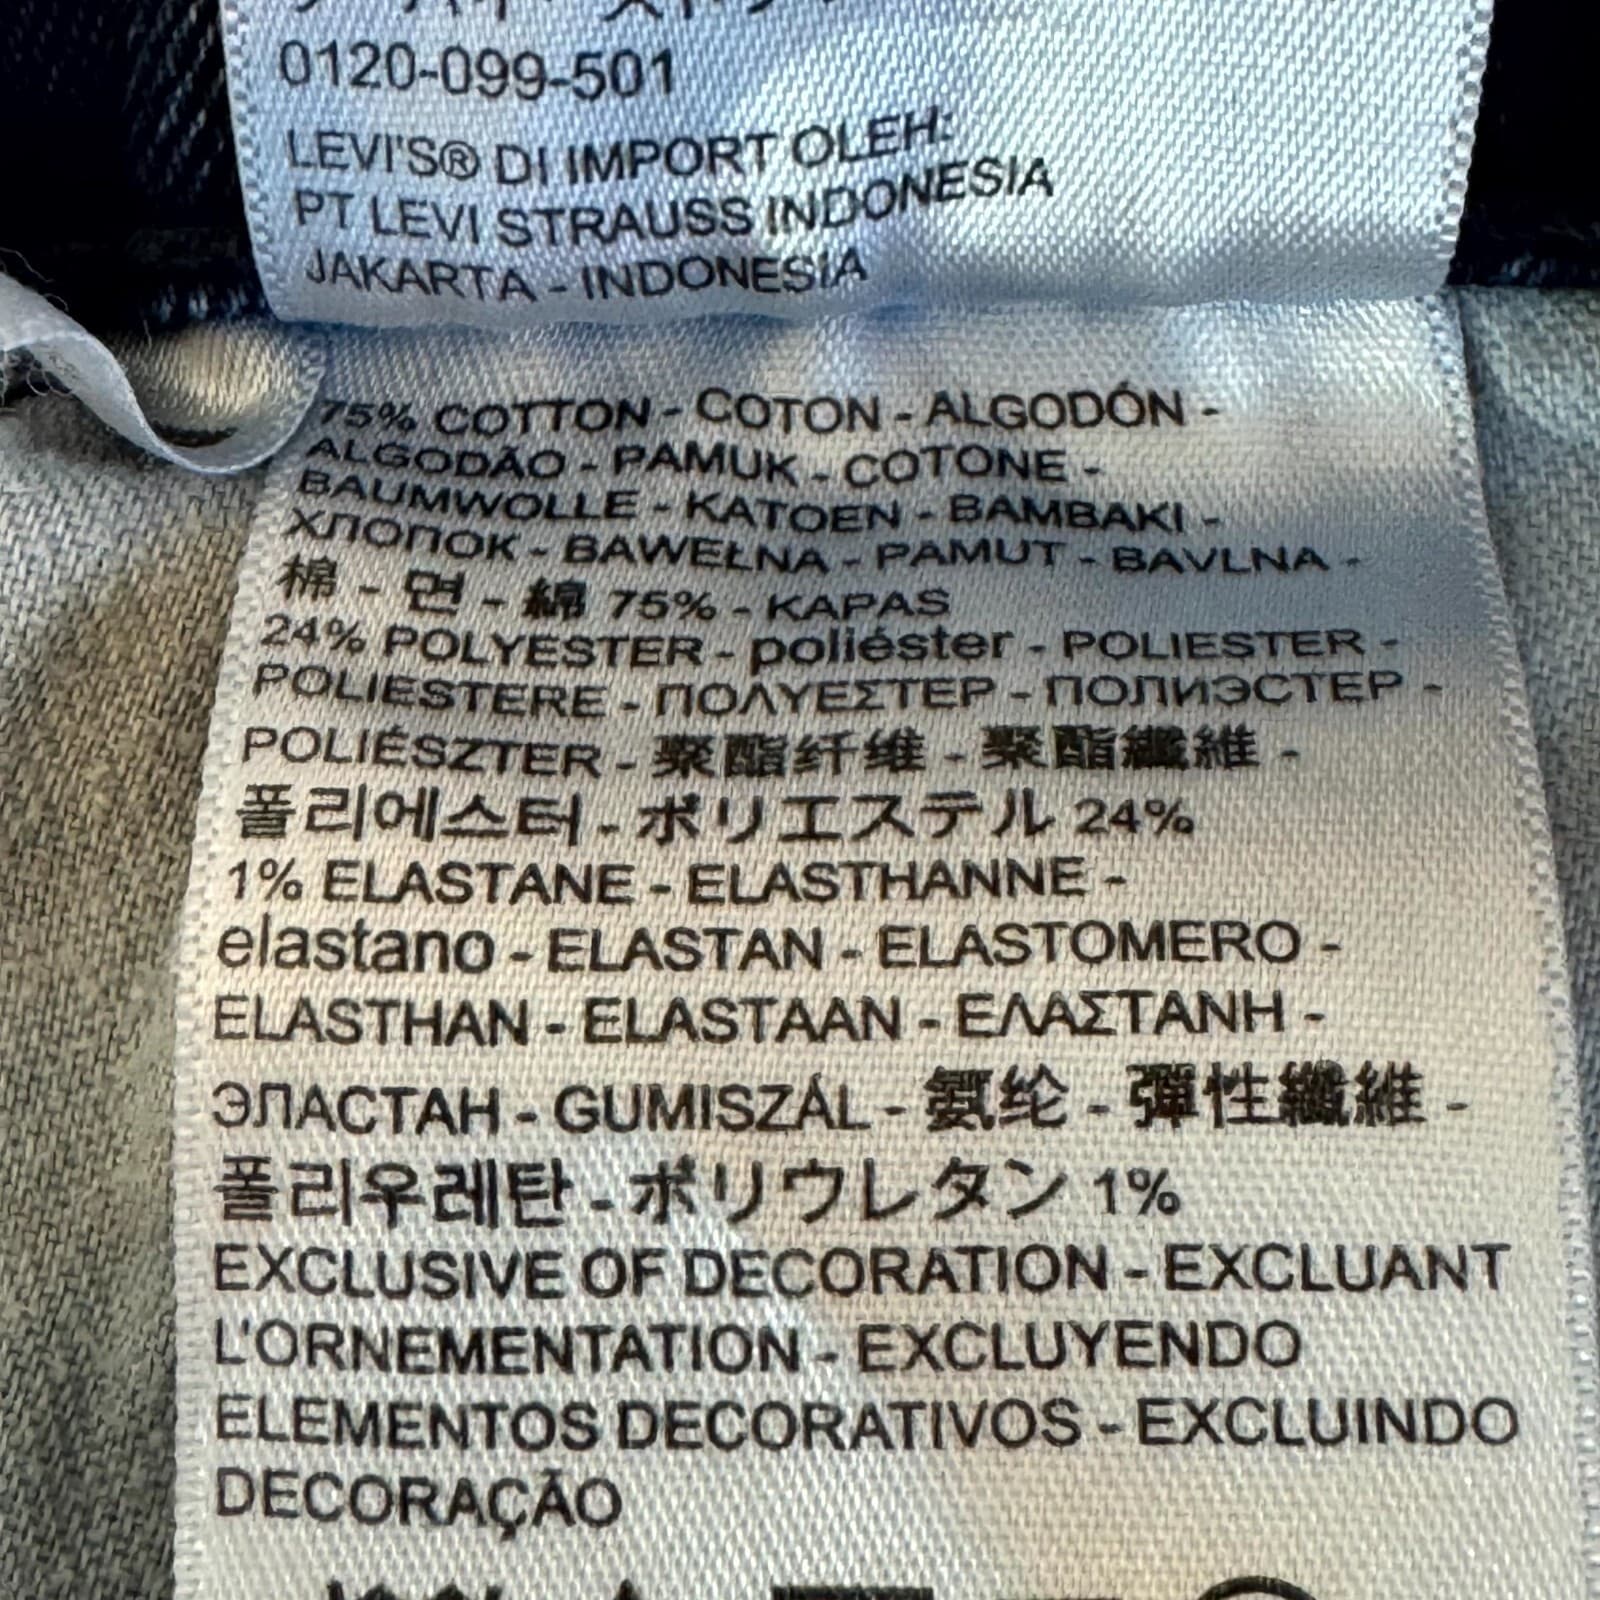 0120-099-501
LEVI'S® DI IMPORT OLEH:
PT LEVI STRAUSS INDONESIA
JAKARTA - INDONESIA
75% COTTON - COTON - ALGODÓN -
ALGODÃO - PAMUK - COTONE -
BAUMWOLLE - KATOEN - BAMBAKI -
ХЛОПОК - BAWEŁNA - PAMUT - BAVLNA -
棉 - 면 - 綿 75% - KAPAS
24% POLYESTER - poliéster - POLIESTER -
POLIESTERE - ΠΟΛΥΕΣΤΕΡ - ПОЛИЭСТЕР -
POLIÉSZTER - 聚酯纤维 - 聚酯纖維 -
폴리에스터 - ポリエステル 24%
1% ELASTANE - ELASTHANNE -
elastano - ELASTAN - ELASTOMERO -
ELASTHAN - ELASTAAN - ΕΛΑΣΤΑΝΗ -
ЭЛАСТАН - GUMISZÁL - 氨纶 - 彈性纖維 -
폴리우레탄 - ポリウレタン 1%
EXCLUSIVE OF DECORATION - EXCLUANT
L'ORNEMENTATION - EXCLUYENDO
ELEMENTOS DECORATIVOS - EXCLUINDO
DECORAÇÃO